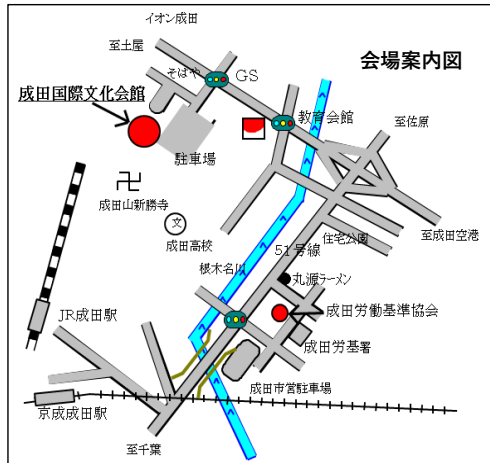 イオン成田
至土屋
会場案内図
そばや
GS
成田国際文化会館
教育会館
至佐原
駐車場
卍
成田山新勝寺
文
成田高校
住宅公園
至成田空港
51号線
根木名川
丸源ラーメン
成田労働基準協会
JR成田駅
成田労基署
成田市営駐車場
京成成田駅
至千葉